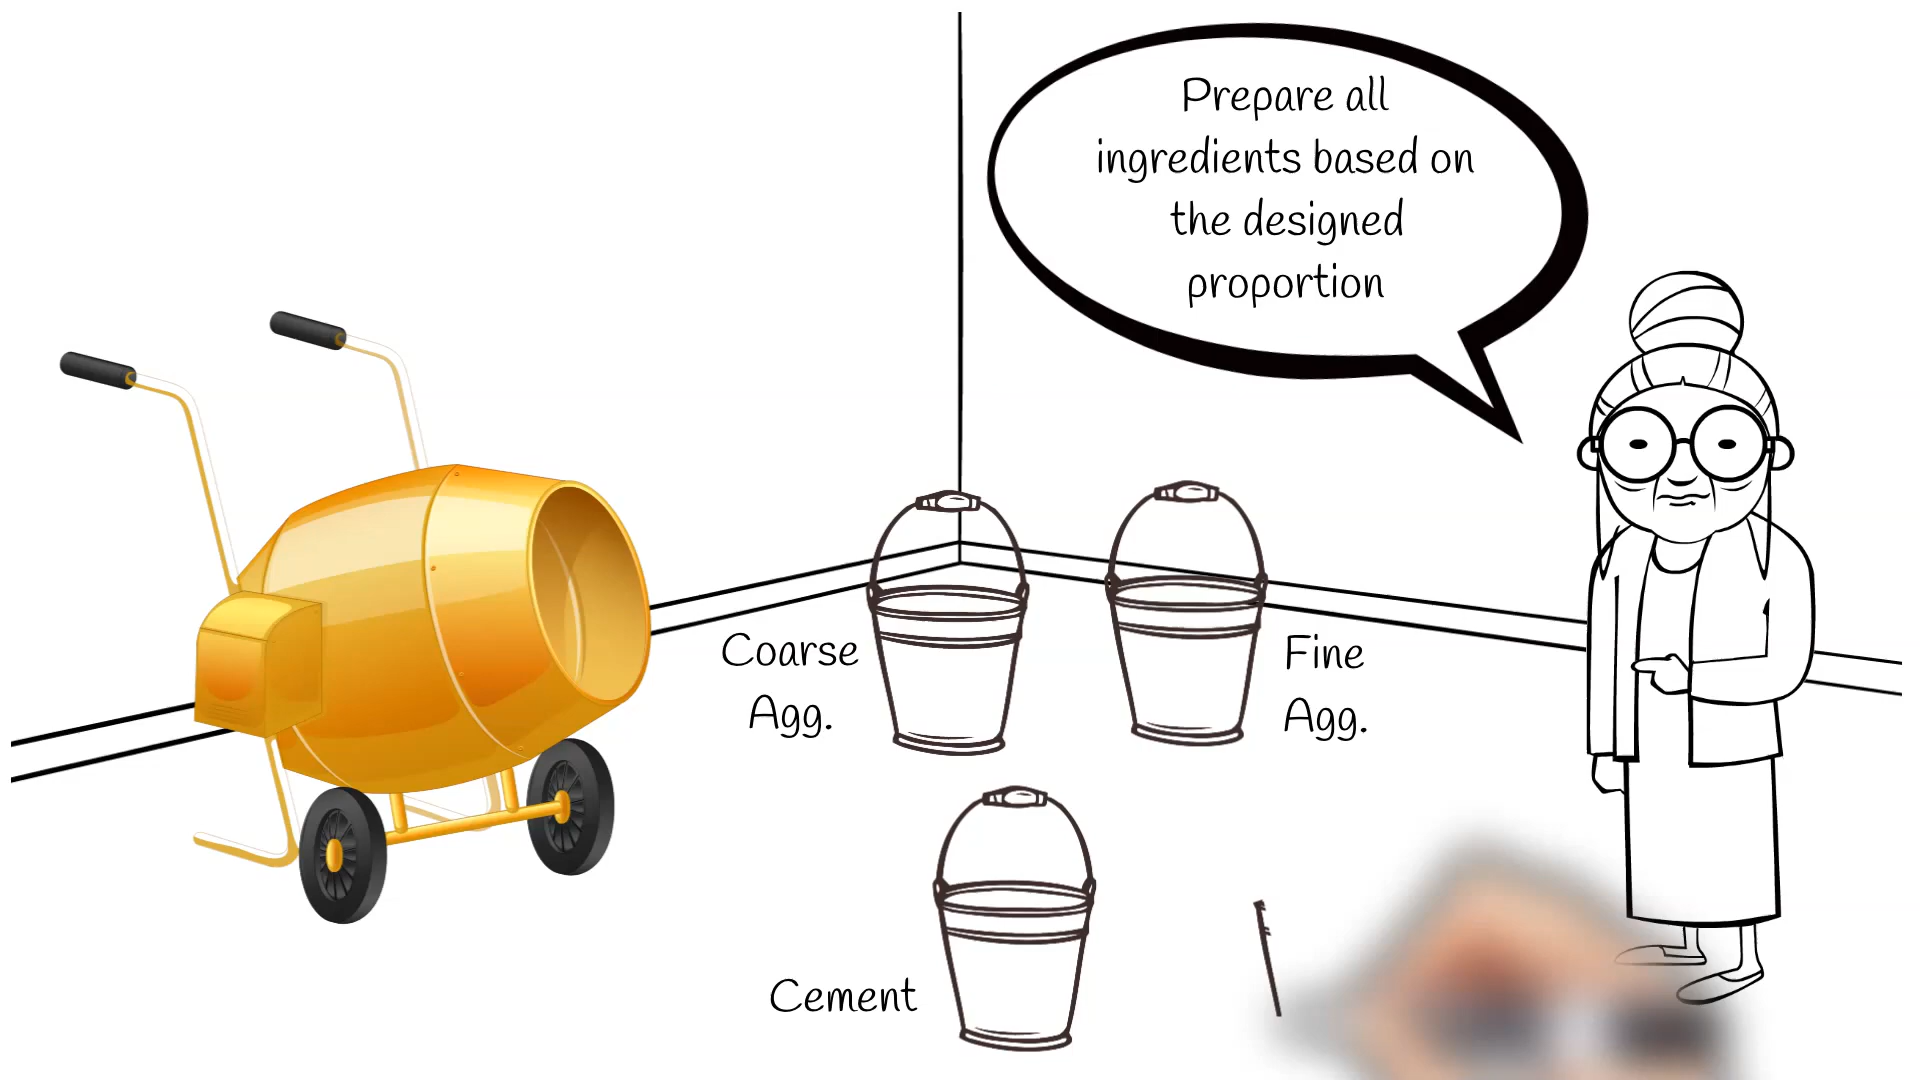 Prepare all
ingredients based on
the designed
proportion
Coarse
Agg.
Fine
Agg.
Cement